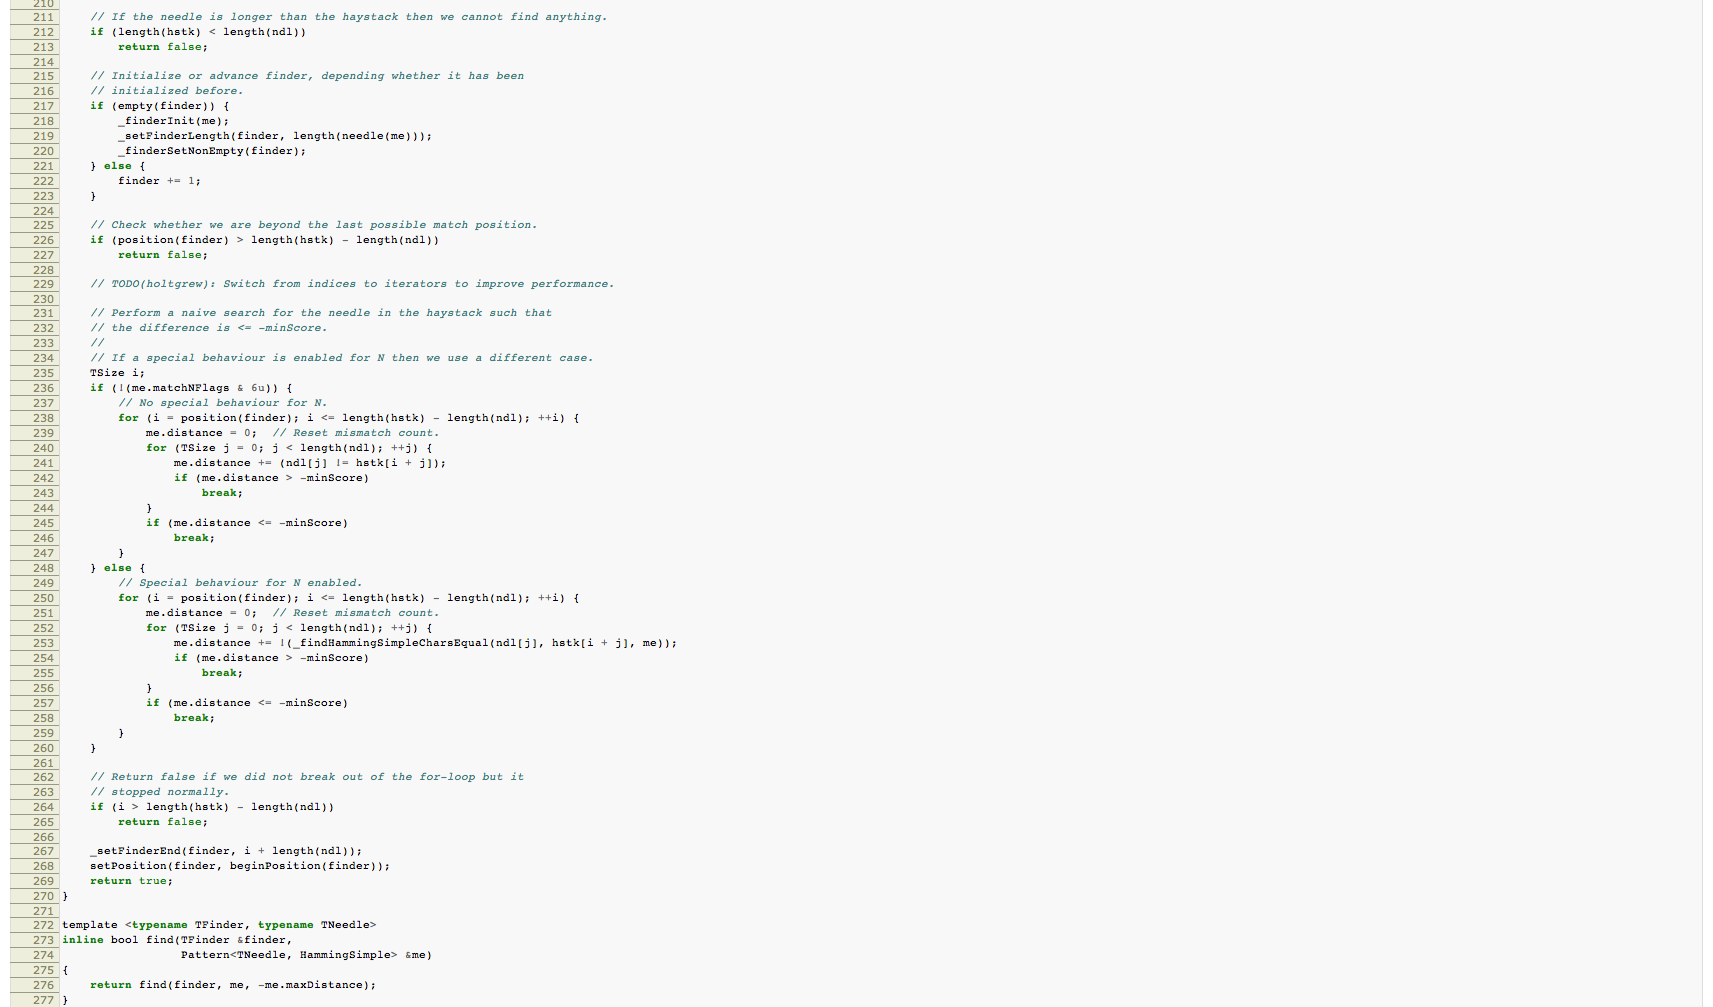 210
211 // If the needle is longer than the haystack then we cannot find anything.
212 if (length(hstk) < length(ndl))
213 return false;
214
215 // Initialize or advance finder, depending whether it has been
216 // initialized before.
217 if (empty(finder)) {
218 _finderInit(me);
219 _setFinderLength(finder, length(needle(me)));
220 _finderSetNonEmpty(finder);
221 } else {
222 finder += 1;
223 }
224
225 // Check whether we are beyond the last possible match position.
226 if (position(finder) > length(hstk) - length(ndl))
227 return false;
228
229 // TODO(holtgrew): Switch from indices to iterators to improve performance.
230
231 // Perform a naive search for the needle in the haystack such that
232 // the difference is <= -minScore.
233 //
234 // If a special behaviour is enabled for N then we use a different case.
235 TSize i;
236 if (!(me.matchNFlags & 6u)) {
237 // No special behaviour for N.
238 for (i = position(finder); i <= length(hstk) - length(ndl); ++i) {
239 me.distance = 0; // Reset mismatch count.
240 for (TSize j = 0; j < length(ndl); ++j) {
241 me.distance += (ndl[j] != hstk[i + j]);
242 if (me.distance > -minScore)
243 break;
244 }
245 if (me.distance <= -minScore)
246 break;
247 }
248 } else {
249 // Special behaviour for N enabled.
250 for (i = position(finder); i <= length(hstk) - length(ndl); ++i) {
251 me.distance = 0; // Reset mismatch count.
252 for (TSize j = 0; j < length(ndl); ++j) {
253 me.distance += !(_findHammingSimpleCharsEqual(ndl[j], hstk[i + j], me));
254 if (me.distance > -minScore)
255 break;
256 }
257 if (me.distance <= -minScore)
258 break;
259 }
260 }
261
262 // Return false if we did not break out of the for-loop but it
263 // stopped normally.
264 if (i > length(hstk) - length(ndl))
265 return false;
266
267 _setFinderEnd(finder, i + length(ndl));
268 setPosition(finder, beginPosition(finder));
269 return true;
270 }
271
272 template <typename TFinder, typename TNeedle>
273 inline bool find(TFinder &finder,
274 Pattern<TNeedle, HammingSimple> &me)
275 {
276 return find(finder, me, -me.maxDistance);
277 }